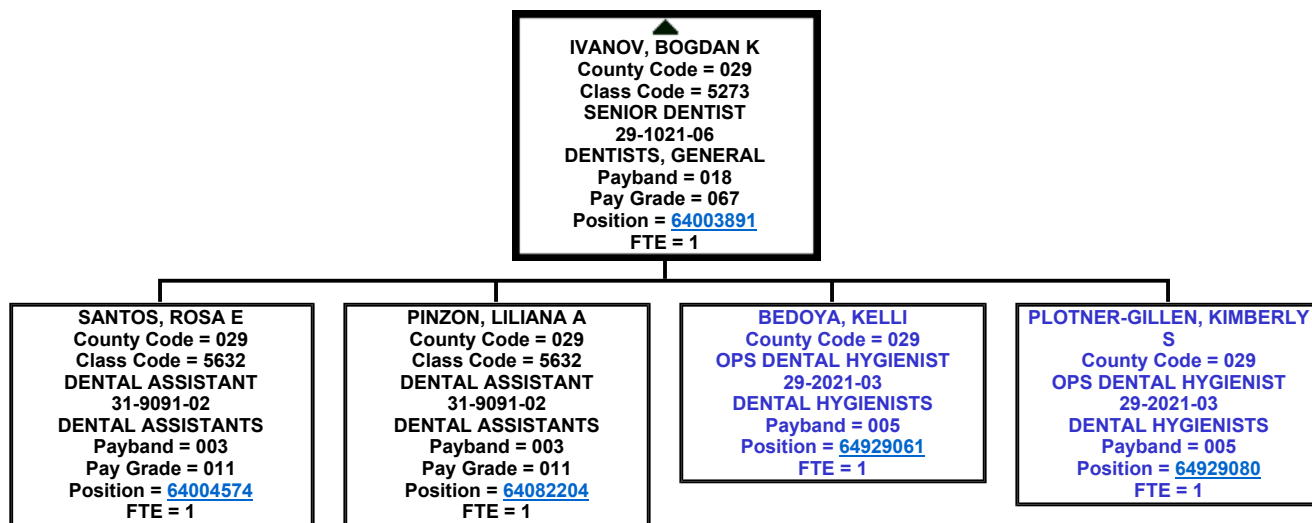 IVANOV, BOGDAN K
County Code = 029
Class Code = 5273
SENIOR DENTIST
29-1021-06
DENTISTS, GENERAL
Payband = 018
Pay Grade = 067
Position = 64003891
FTE = 1
SANTOS, ROSA E
County Code = 029
Class Code = 5632
DENTAL ASSISTANT
31-9091-02
DENTAL ASSISTANTS
Payband = 003
Pay Grade = 011
Position = 64004574
FTE = 1
PINZON, LILIANA A
County Code = 029
Class Code = 5632
DENTAL ASSISTANT
31-9091-02
DENTAL ASSISTANTS
Payband = 003
Pay Grade = 011
Position = 64082204
FTE = 1
BEDOYA, KELLI
County Code = 029
OPS DENTAL HYGIENIST
29-2021-03
DENTAL HYGIENISTS
Payband = 005
Position = 64929061
FTE = 1
PLOTNER-GILLEN, KIMBERLY
S
County Code = 029
OPS DENTAL HYGIENIST
29-2021-03
DENTAL HYGIENISTS
Payband = 005
Position = 64929080
FTE = 1